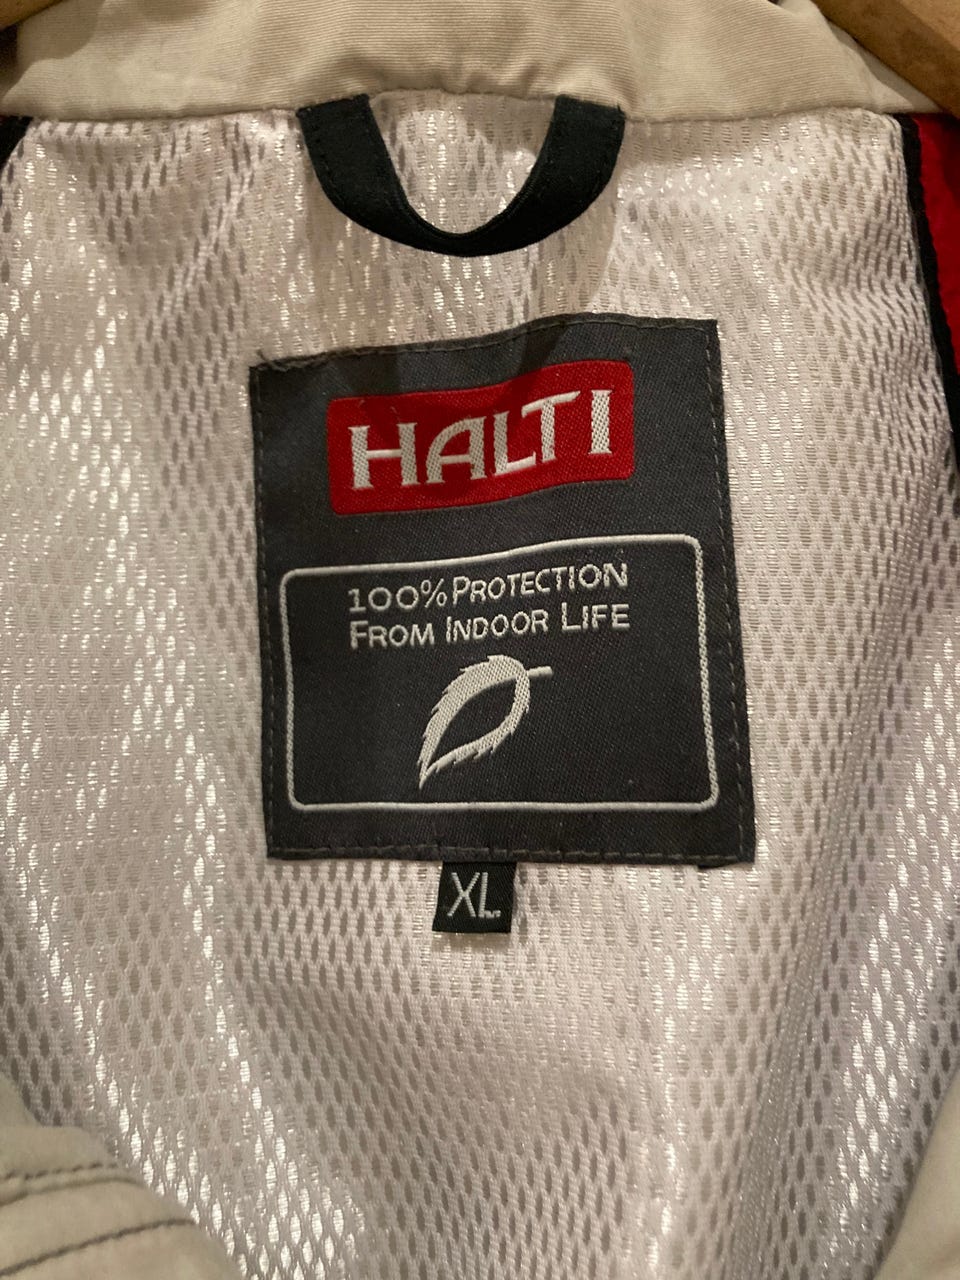 HALTI
100% PROTECTION
FROM INDOOR LIFE
XL